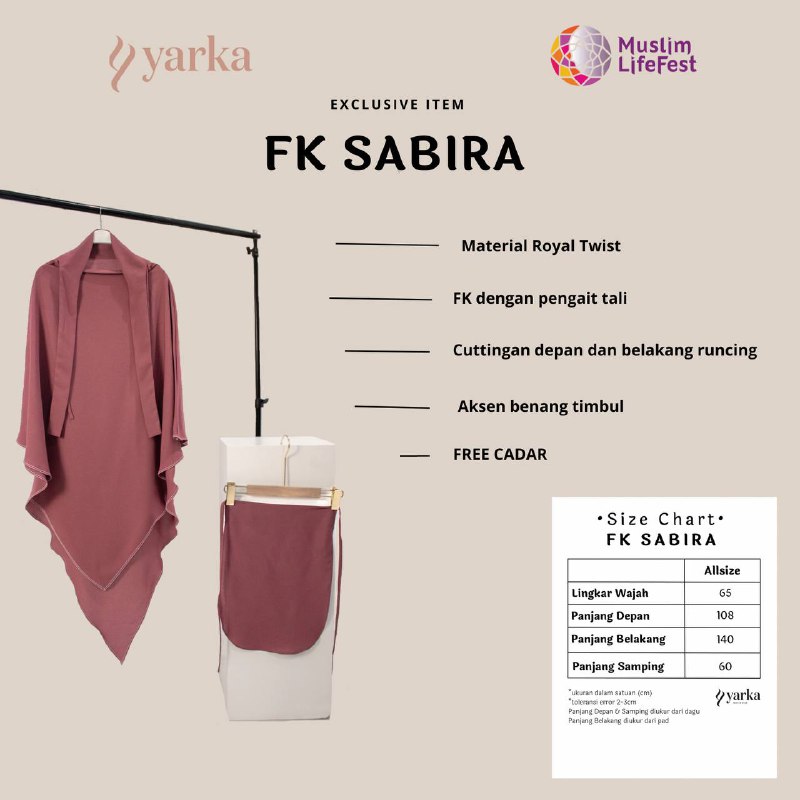 yarka
Muslim
LifeFest
EXCLUSIVE ITEM
FK SABIRA
Material Royal Twist
FK dengan pengait tali
Cuttingan depan dan belakang runcing
Aksen benang timbul
FREE CADAR
•Size Chart•
FK SABIRA
Allsize
Lingkar Wajah 65
Panjang Depan 108
Panjang Belakang 140
Panjang Samping 60
*ukuran dalam satuan (cm)
*toleransi error 2-3cm
Panjang Depan & Samping diukur dari dagu
Panjang Belakang diukur dari pad
yarka